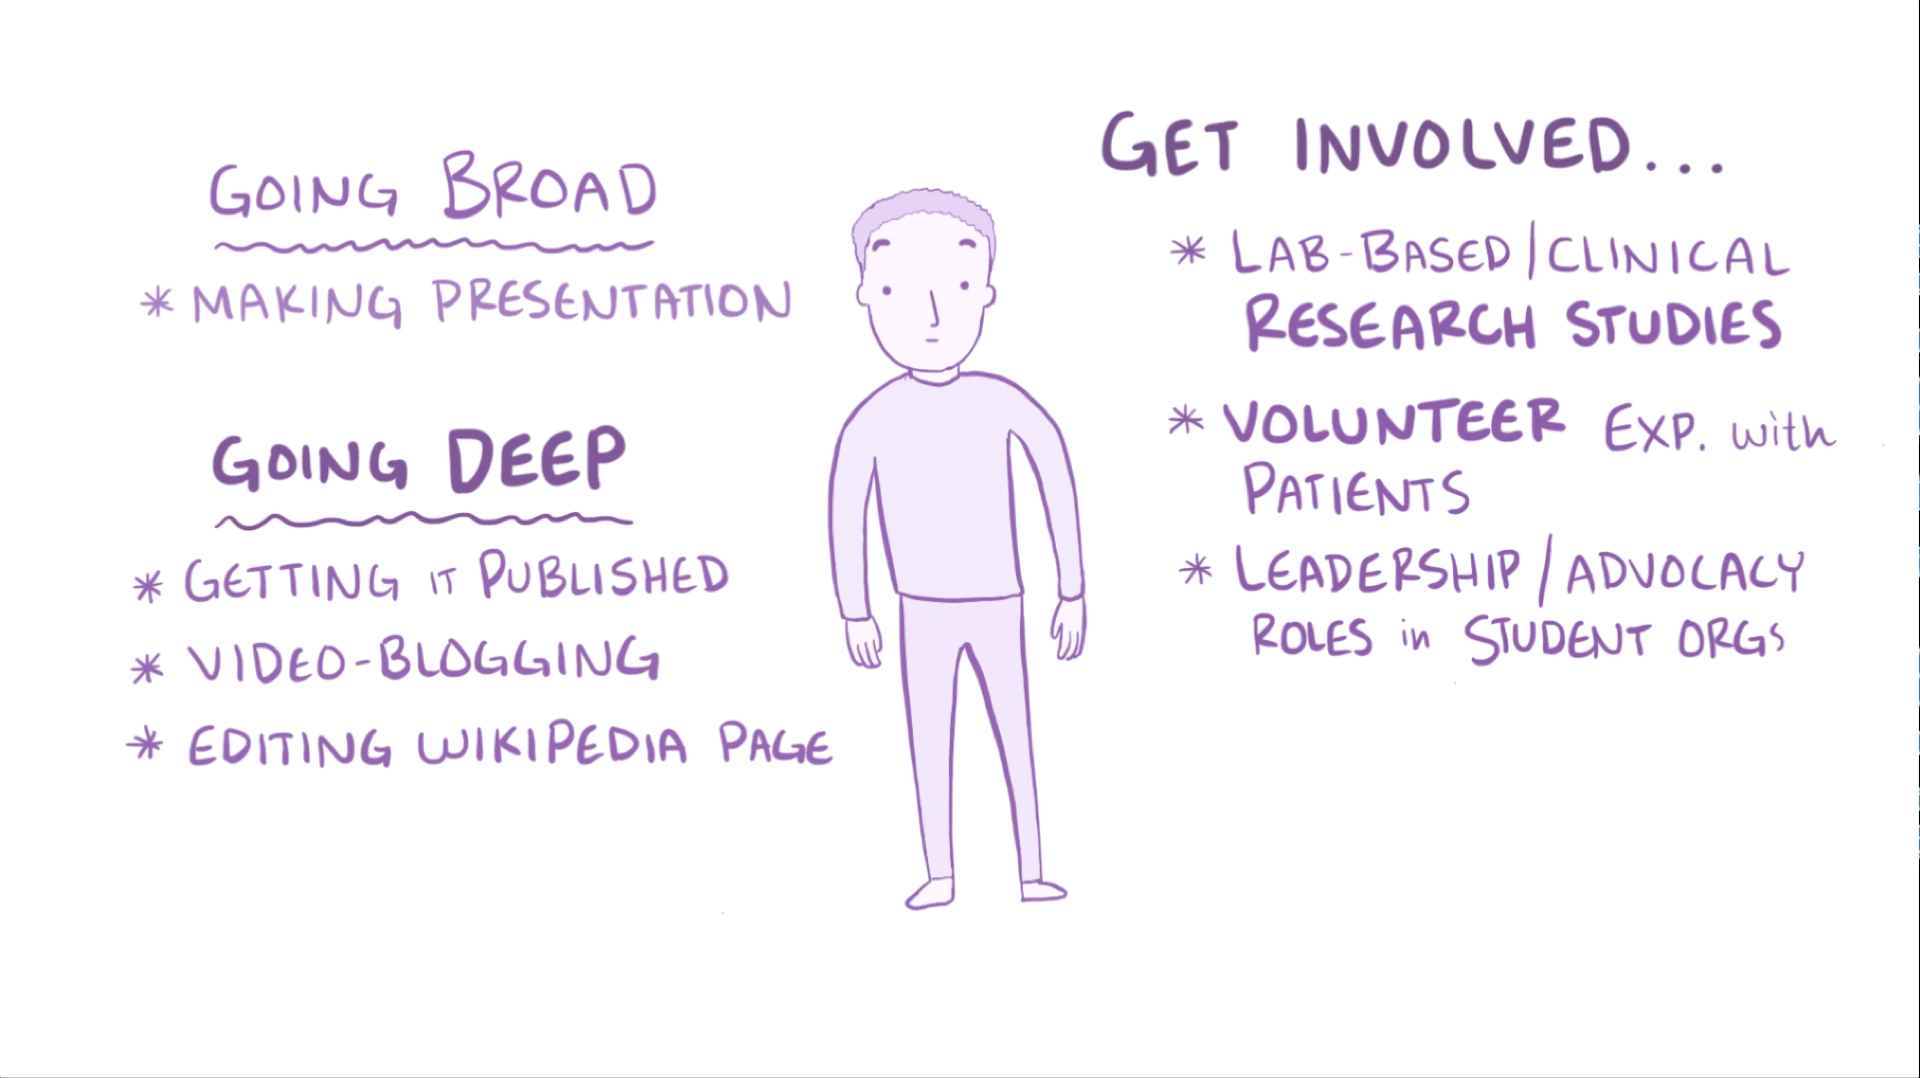 GOING BROAD
* MAKING PRESENTATION
GOING DEEP
* GETTING IT PUBLISHED
* VIDEO-BLOGGING
* EDITING WIKIPEDIA PAGE
GET INVOLVED...
* LAB-BASED/CLINICAL
RESEARCH STUDIES
* VOLUNTEER EXP. with
PATIENTS
* LEADERSHIP/ADVOCACY
ROLES in STUDENT ORGS